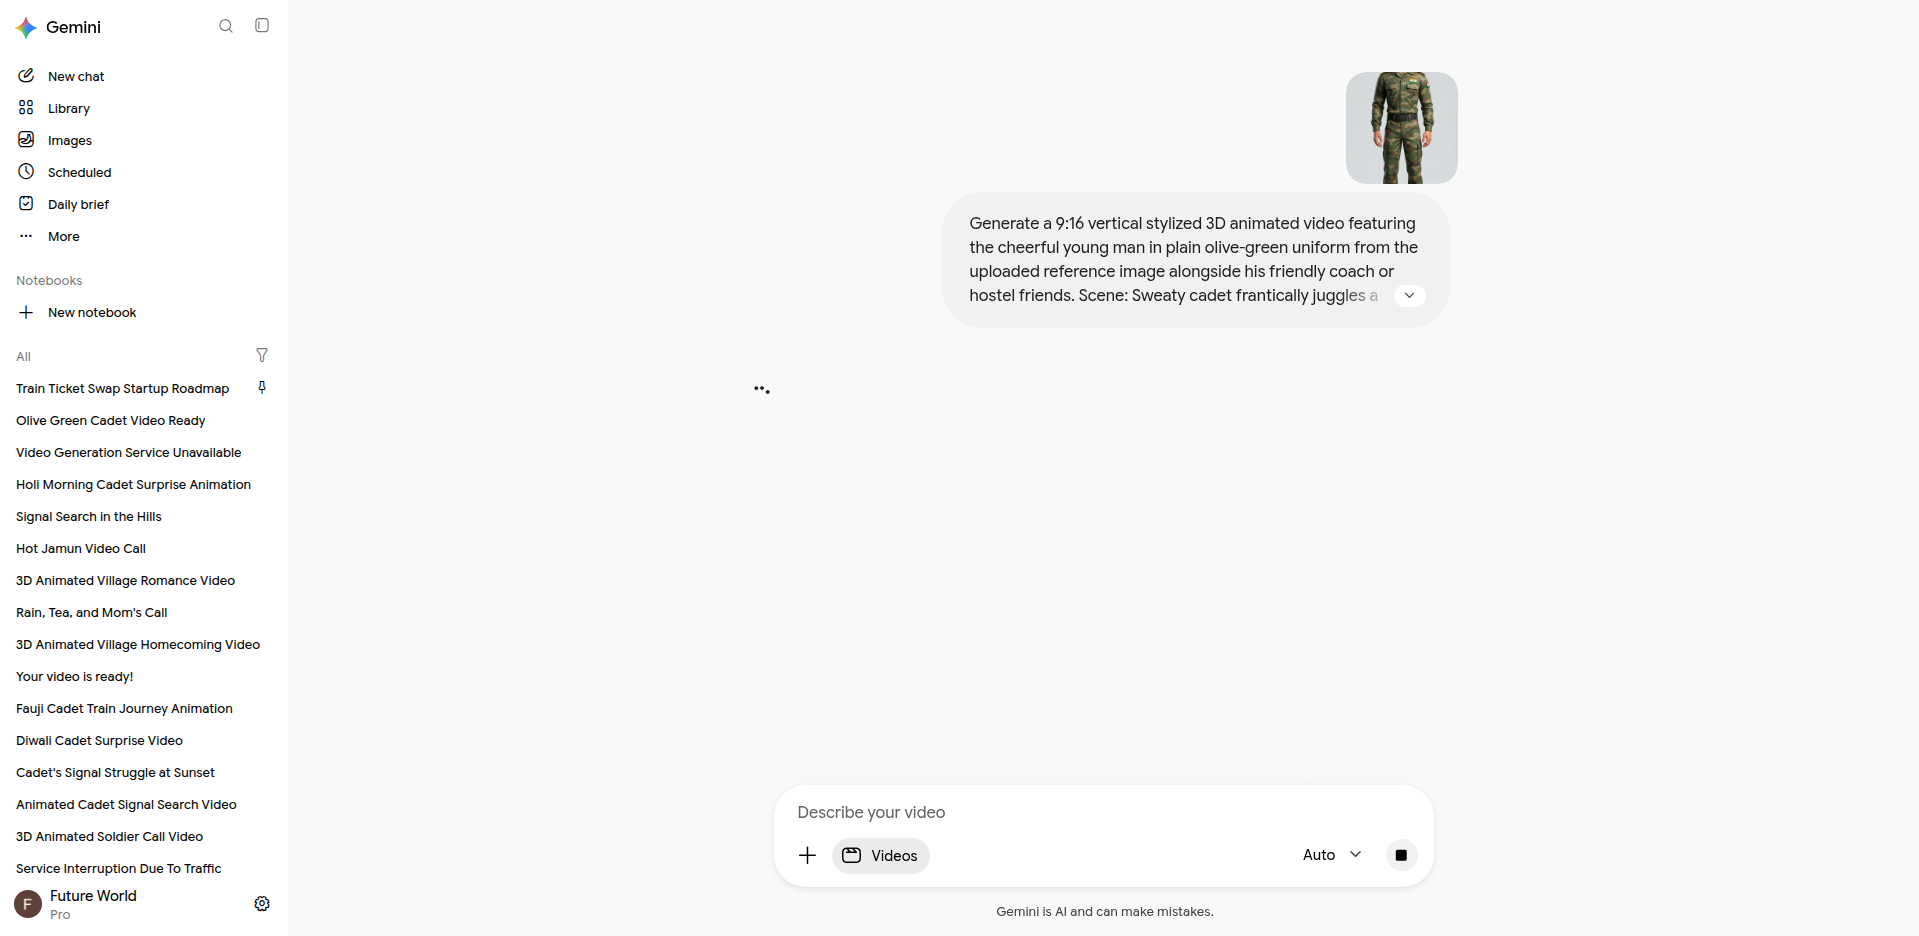 Gemini
New chat
Library
Images
Scheduled
Daily brief
More
Notebooks
New notebook
All
Train Ticket Swap Startup Roadmap
Olive Green Cadet Video Ready
Video Generation Service Unavailable
Holi Morning Cadet Surprise Animation
Signal Search in the Hills
Hot Jamun Video Call
3D Animated Village Romance Video
Rain, Tea, and Mom's Call
3D Animated Village Homecoming Video
Your video is ready!
Fauji Cadet Train Journey Animation
Diwali Cadet Surprise Video
Cadet's Signal Struggle at Sunset
Animated Cadet Signal Search Video
3D Animated Soldier Call Video
Service Interruption Due To Traffic
F
Future World
Pro
Generate a 9:16 vertical stylized 3D animated video featuring
the cheerful young man in plain olive-green uniform from the
uploaded reference image alongside his friendly coach or
hostel friends. Scene: Sweaty cadet frantically juggles a
Describe your video
Videos
Auto
Gemini is AI and can make mistakes.